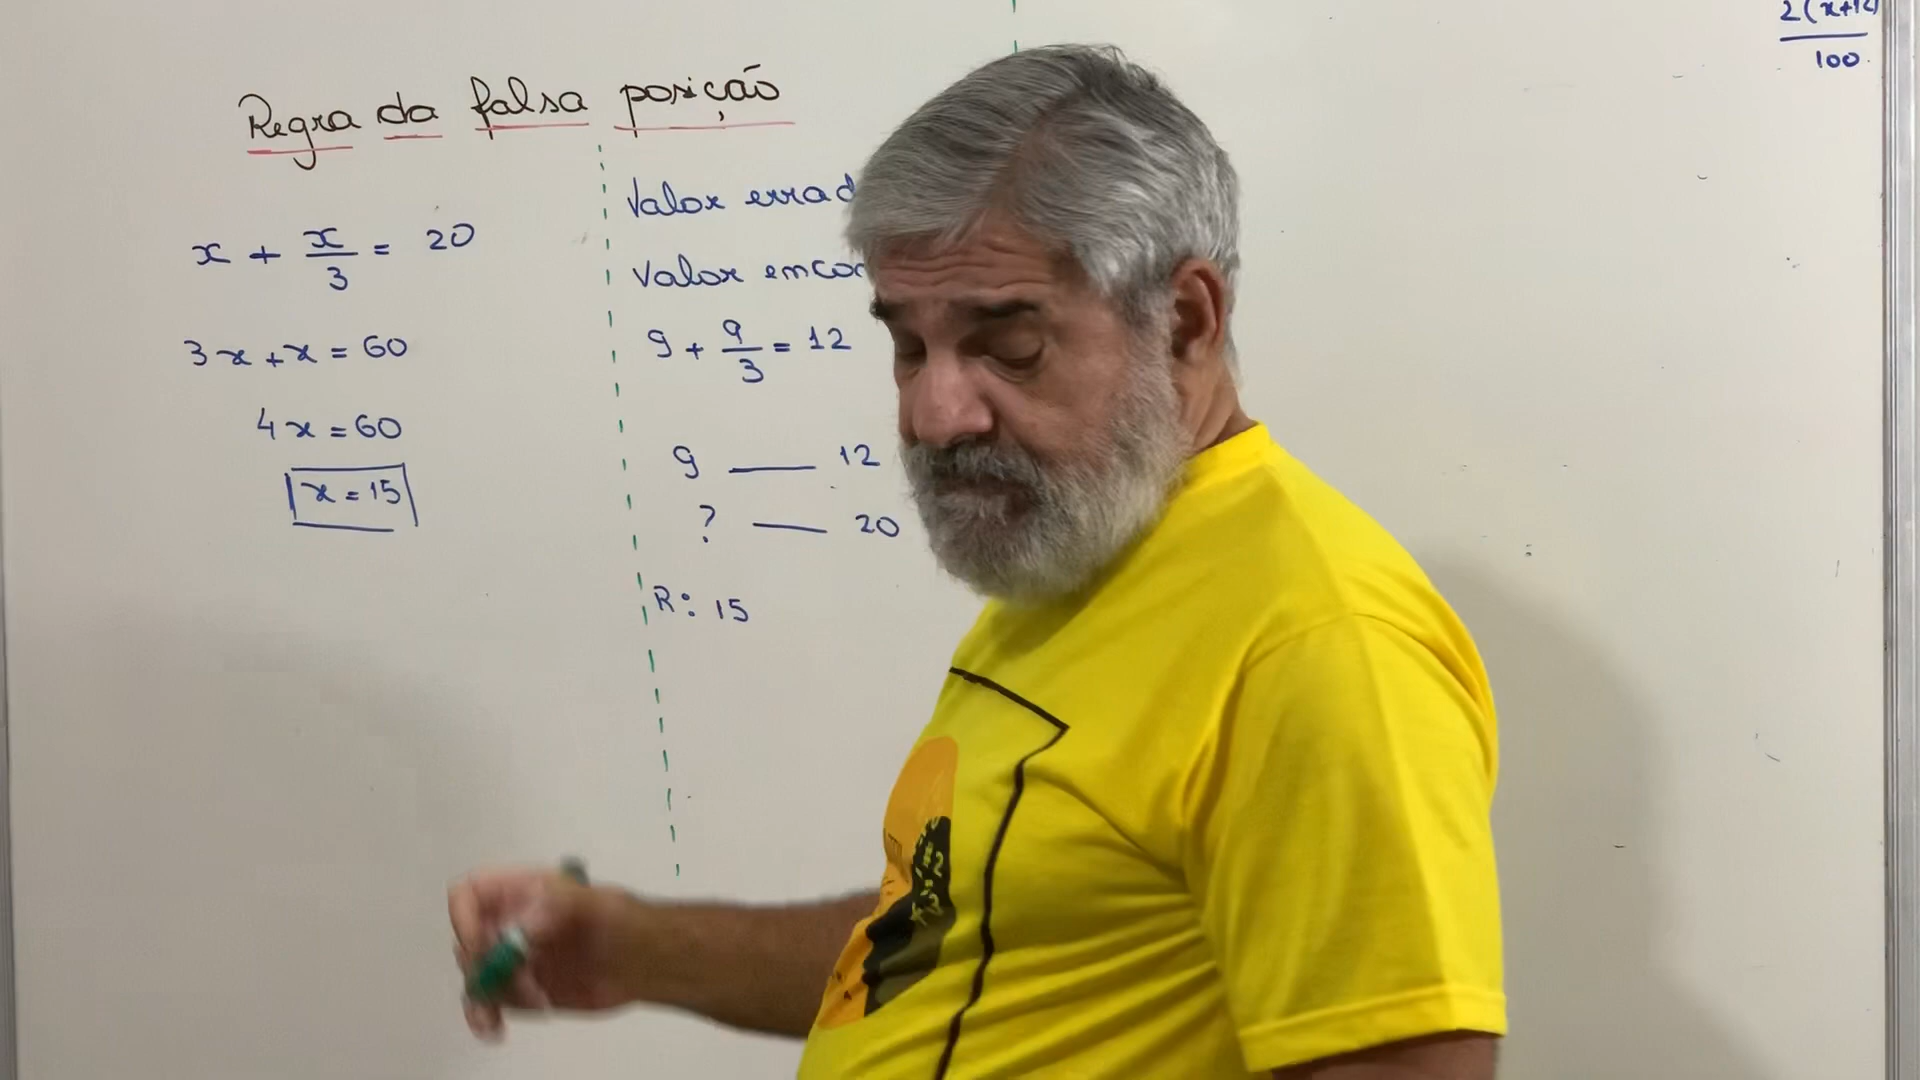 Regra da falsa posição
x + x/3 = 20
3x + x = 60
4x = 60
x = 15
Valor
Valor
9 + 9/3 = 12
9 — 12
? — 20
R: 15
100